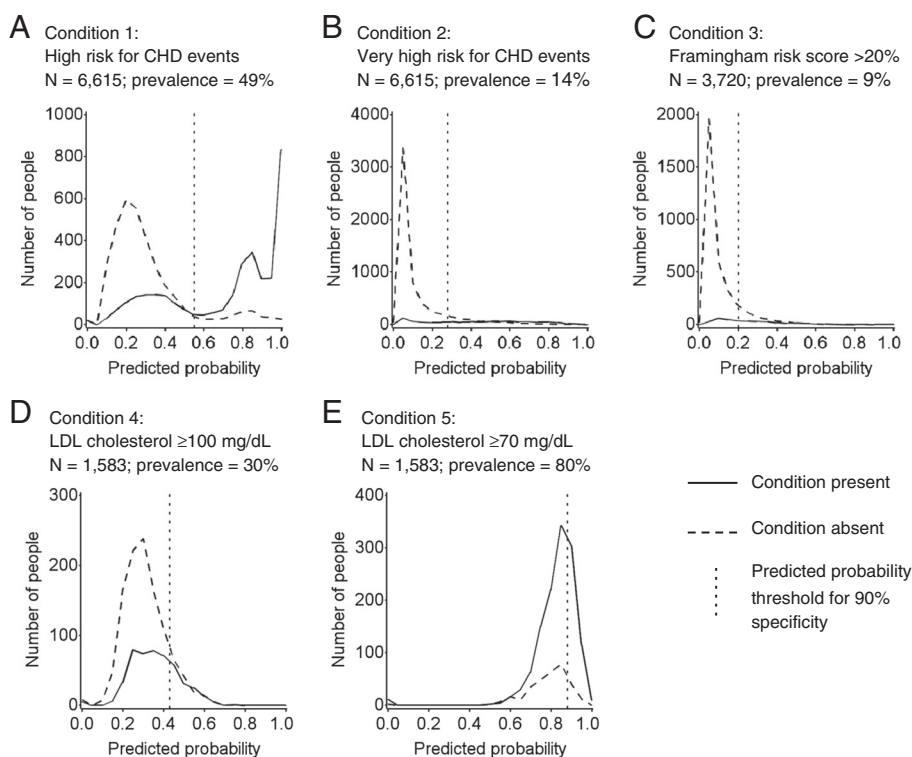 A
Condition 1:
High risk for CHD events
N = 6,615; prevalence = 49%
Number of people
1000
800
600
400
200
0
0.0 0.2 0.4 0.6 0.8 1.0
Predicted probability
B
Condition 2:
Very high risk for CHD events
N = 6,615; prevalence = 14%
Number of people
4000
3000
2000
1000
0
0.0 0.2 0.4 0.6 0.8 1.0
Predicted probability
C
Condition 3:
Framingham risk score >20%
N = 3,720; prevalence = 9%
Number of people
2000
1500
1000
500
0
0.0 0.2 0.4 0.6 0.8 1.0
Predicted probability
D
Condition 4:
LDL cholesterol ≥100 mg/dL
N = 1,583; prevalence = 30%
Number of people
300
200
100
0
0.0 0.2 0.4 0.6 0.8 1.0
Predicted probability
E
Condition 5:
LDL cholesterol ≥70 mg/dL
N = 1,583; prevalence = 80%
Number of people
400
300
200
100
0
0.0 0.2 0.4 0.6 0.8 1.0
Predicted probability
Condition present
Condition absent
Predicted probability
threshold for 90%
specificity